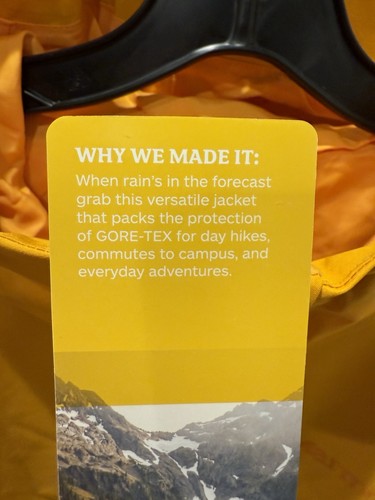 WHY WE MADE IT:
When rain's in the forecast
grab this versatile jacket
that packs the protection
of GORE-TEX for day hikes,
commutes to campus, and
everyday adventures.